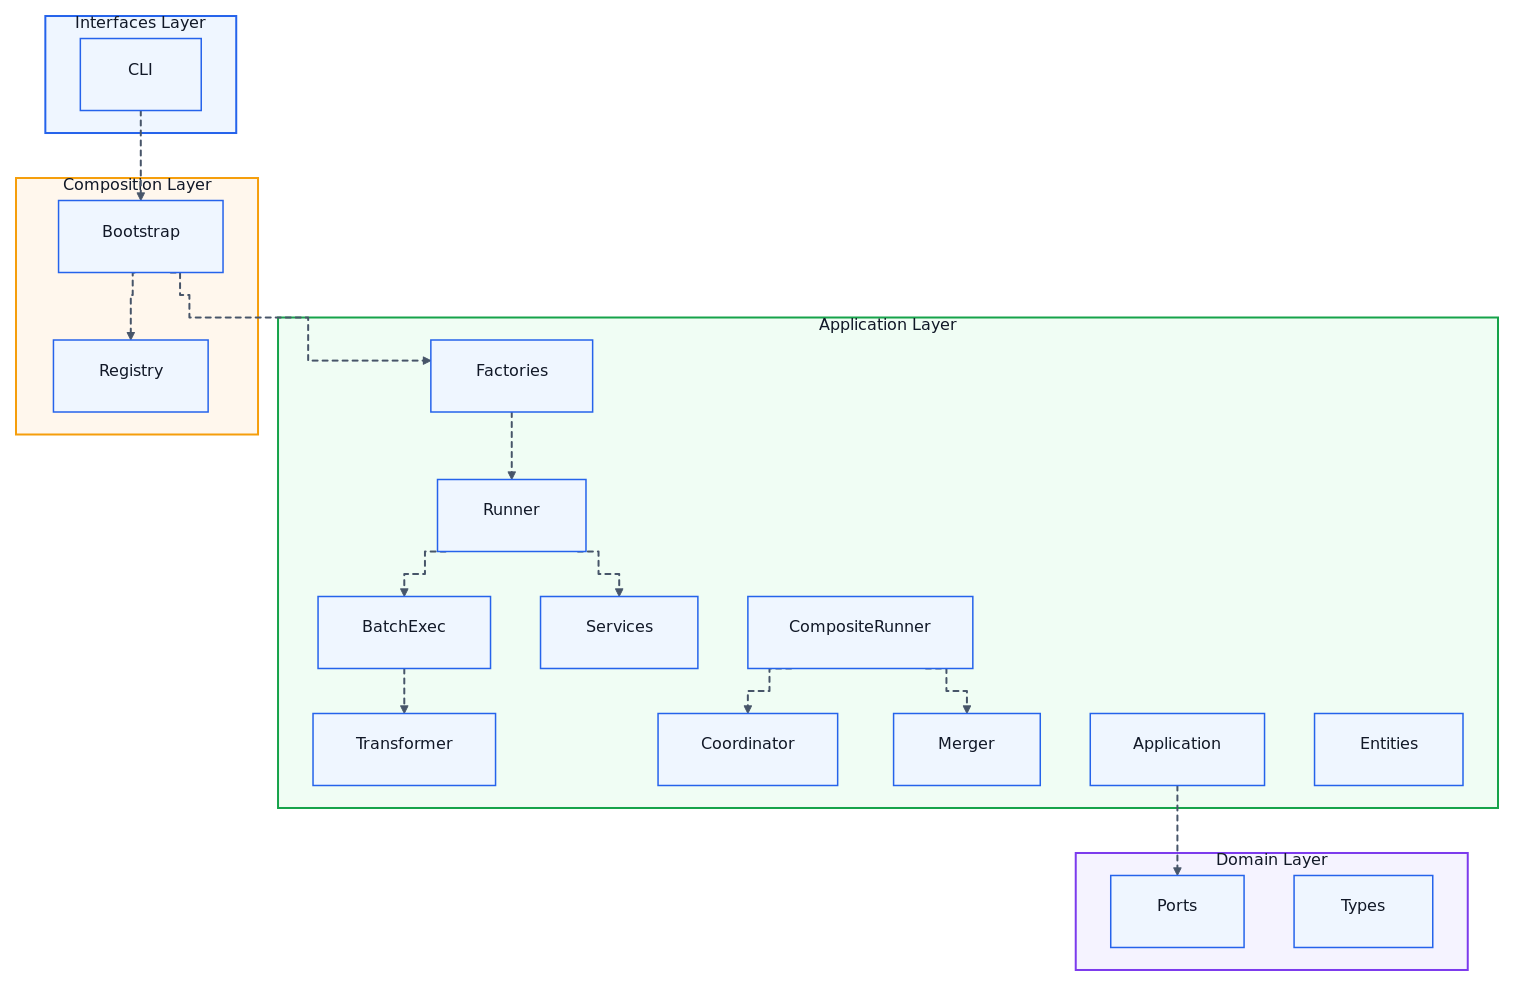 Interfaces Layer
CLI
Composition Layer
Bootstrap
Registry
Application Layer
Factories
Runner
BatchExec
Services
CompositeRunner
Transformer
Coordinator
Merger
Application
Entities
Domain Layer
Ports
Types